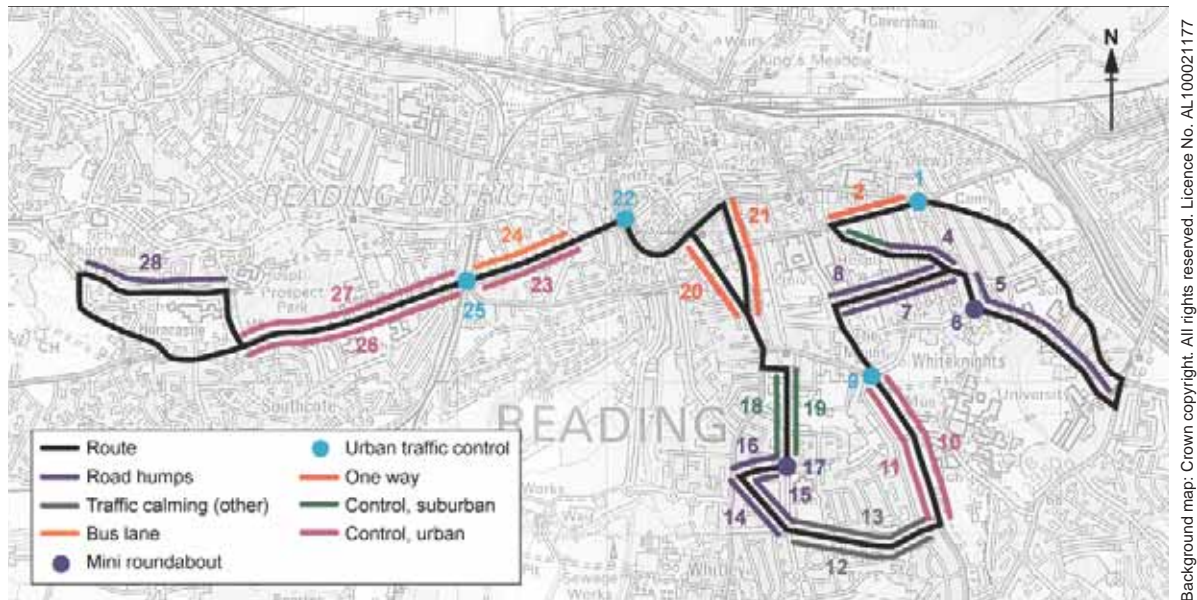 Caversham
Weirs
King's Meadow
N
READING DISTRICT
22
1
2
21
24
4
28
27
23
20
8
5
25
7
6
Prospect
Park
26
Whiteknights
9
CH
Southcote
18
19
10
READING
16
17
11
15
14
13
12
Works
Sewage
Works
Route
Road humps
Traffic calming (other)
Bus lane
Mini roundabout
Urban traffic control
One way
Control, suburban
Control, urban
Background map: Crown copyright. All rights reserved. Licence No. AL100021177